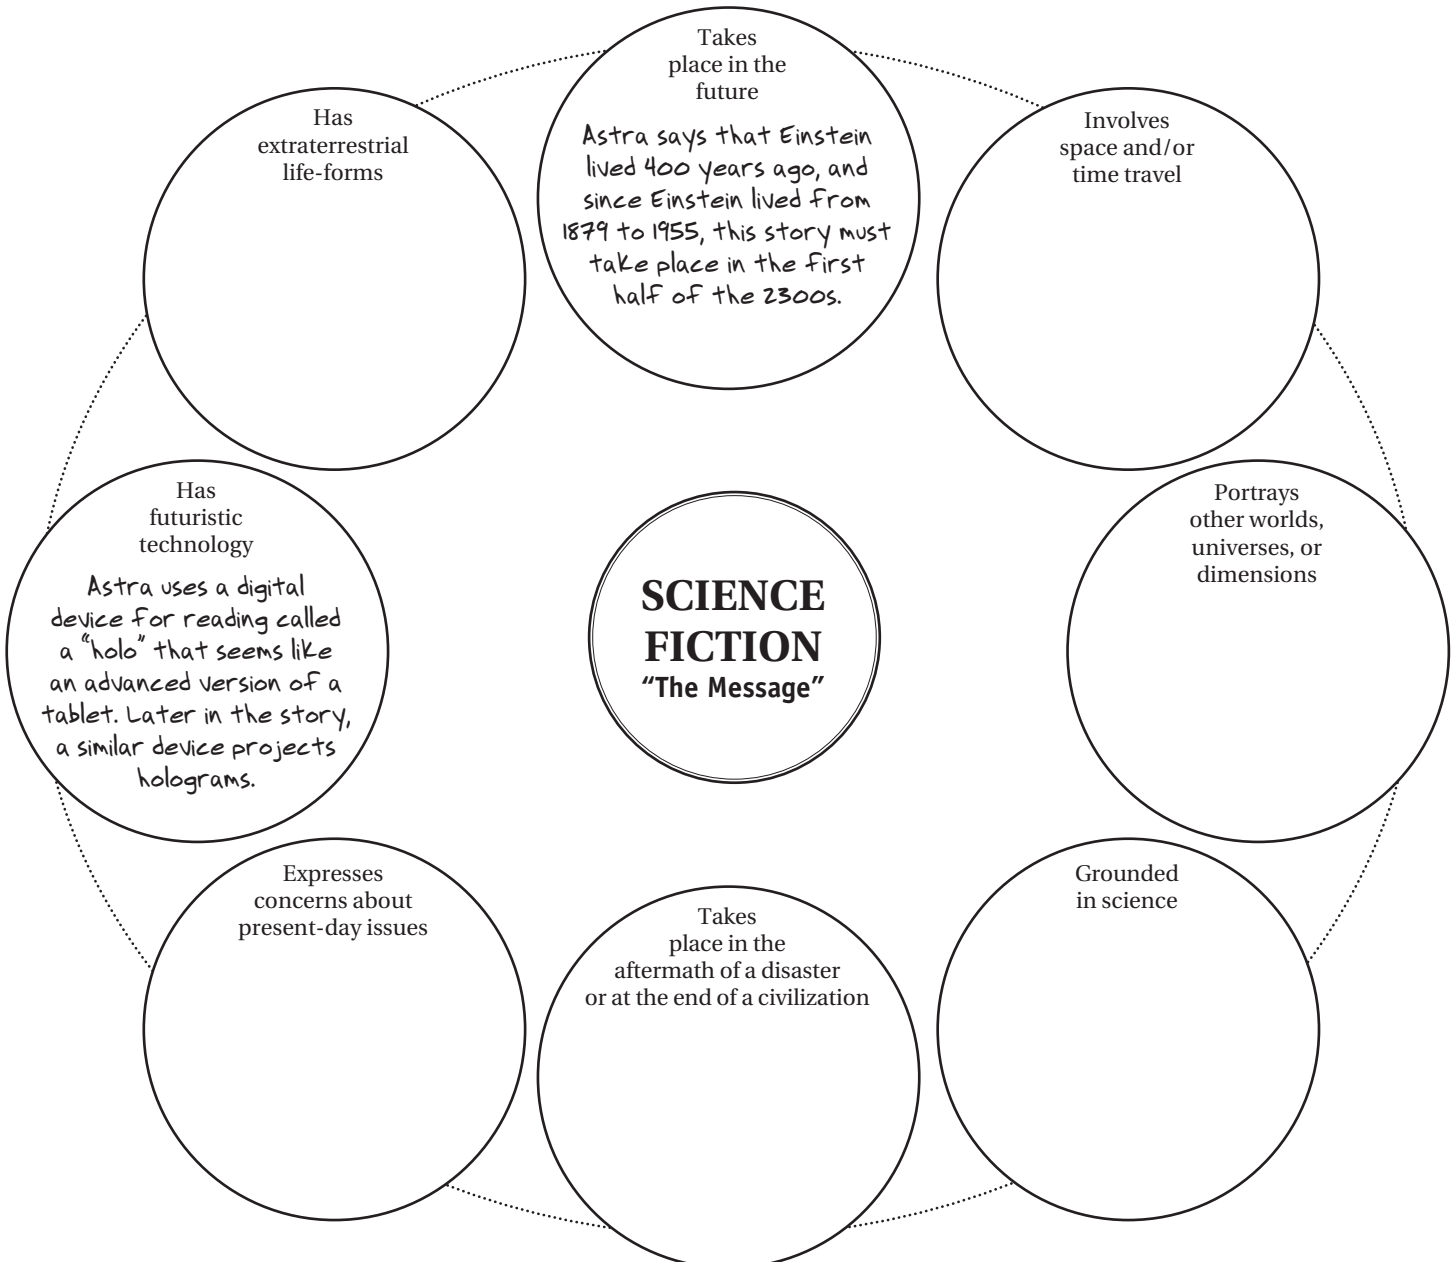 Takes
place in the
future
Astra says that Einstein
lived 400 years ago, and
since Einstein lived from
1879 to 1955, this story must
take place in the first
half of the 2300s.
Has
extraterrestrial
life-forms
Involves
space and/or
time travel
Has
futuristic
technology
Astra uses a digital
device for reading called
a "holo" that seems like
an advanced version of a
tablet. Later in the story,
a similar device projects
holograms.
SCIENCE
FICTION
“The Message”
Portrays
other worlds,
universes, or
dimensions
Expresses
concerns about
present-day issues
Takes
place in the
aftermath of a disaster
or at the end of a civilization
Grounded
in science